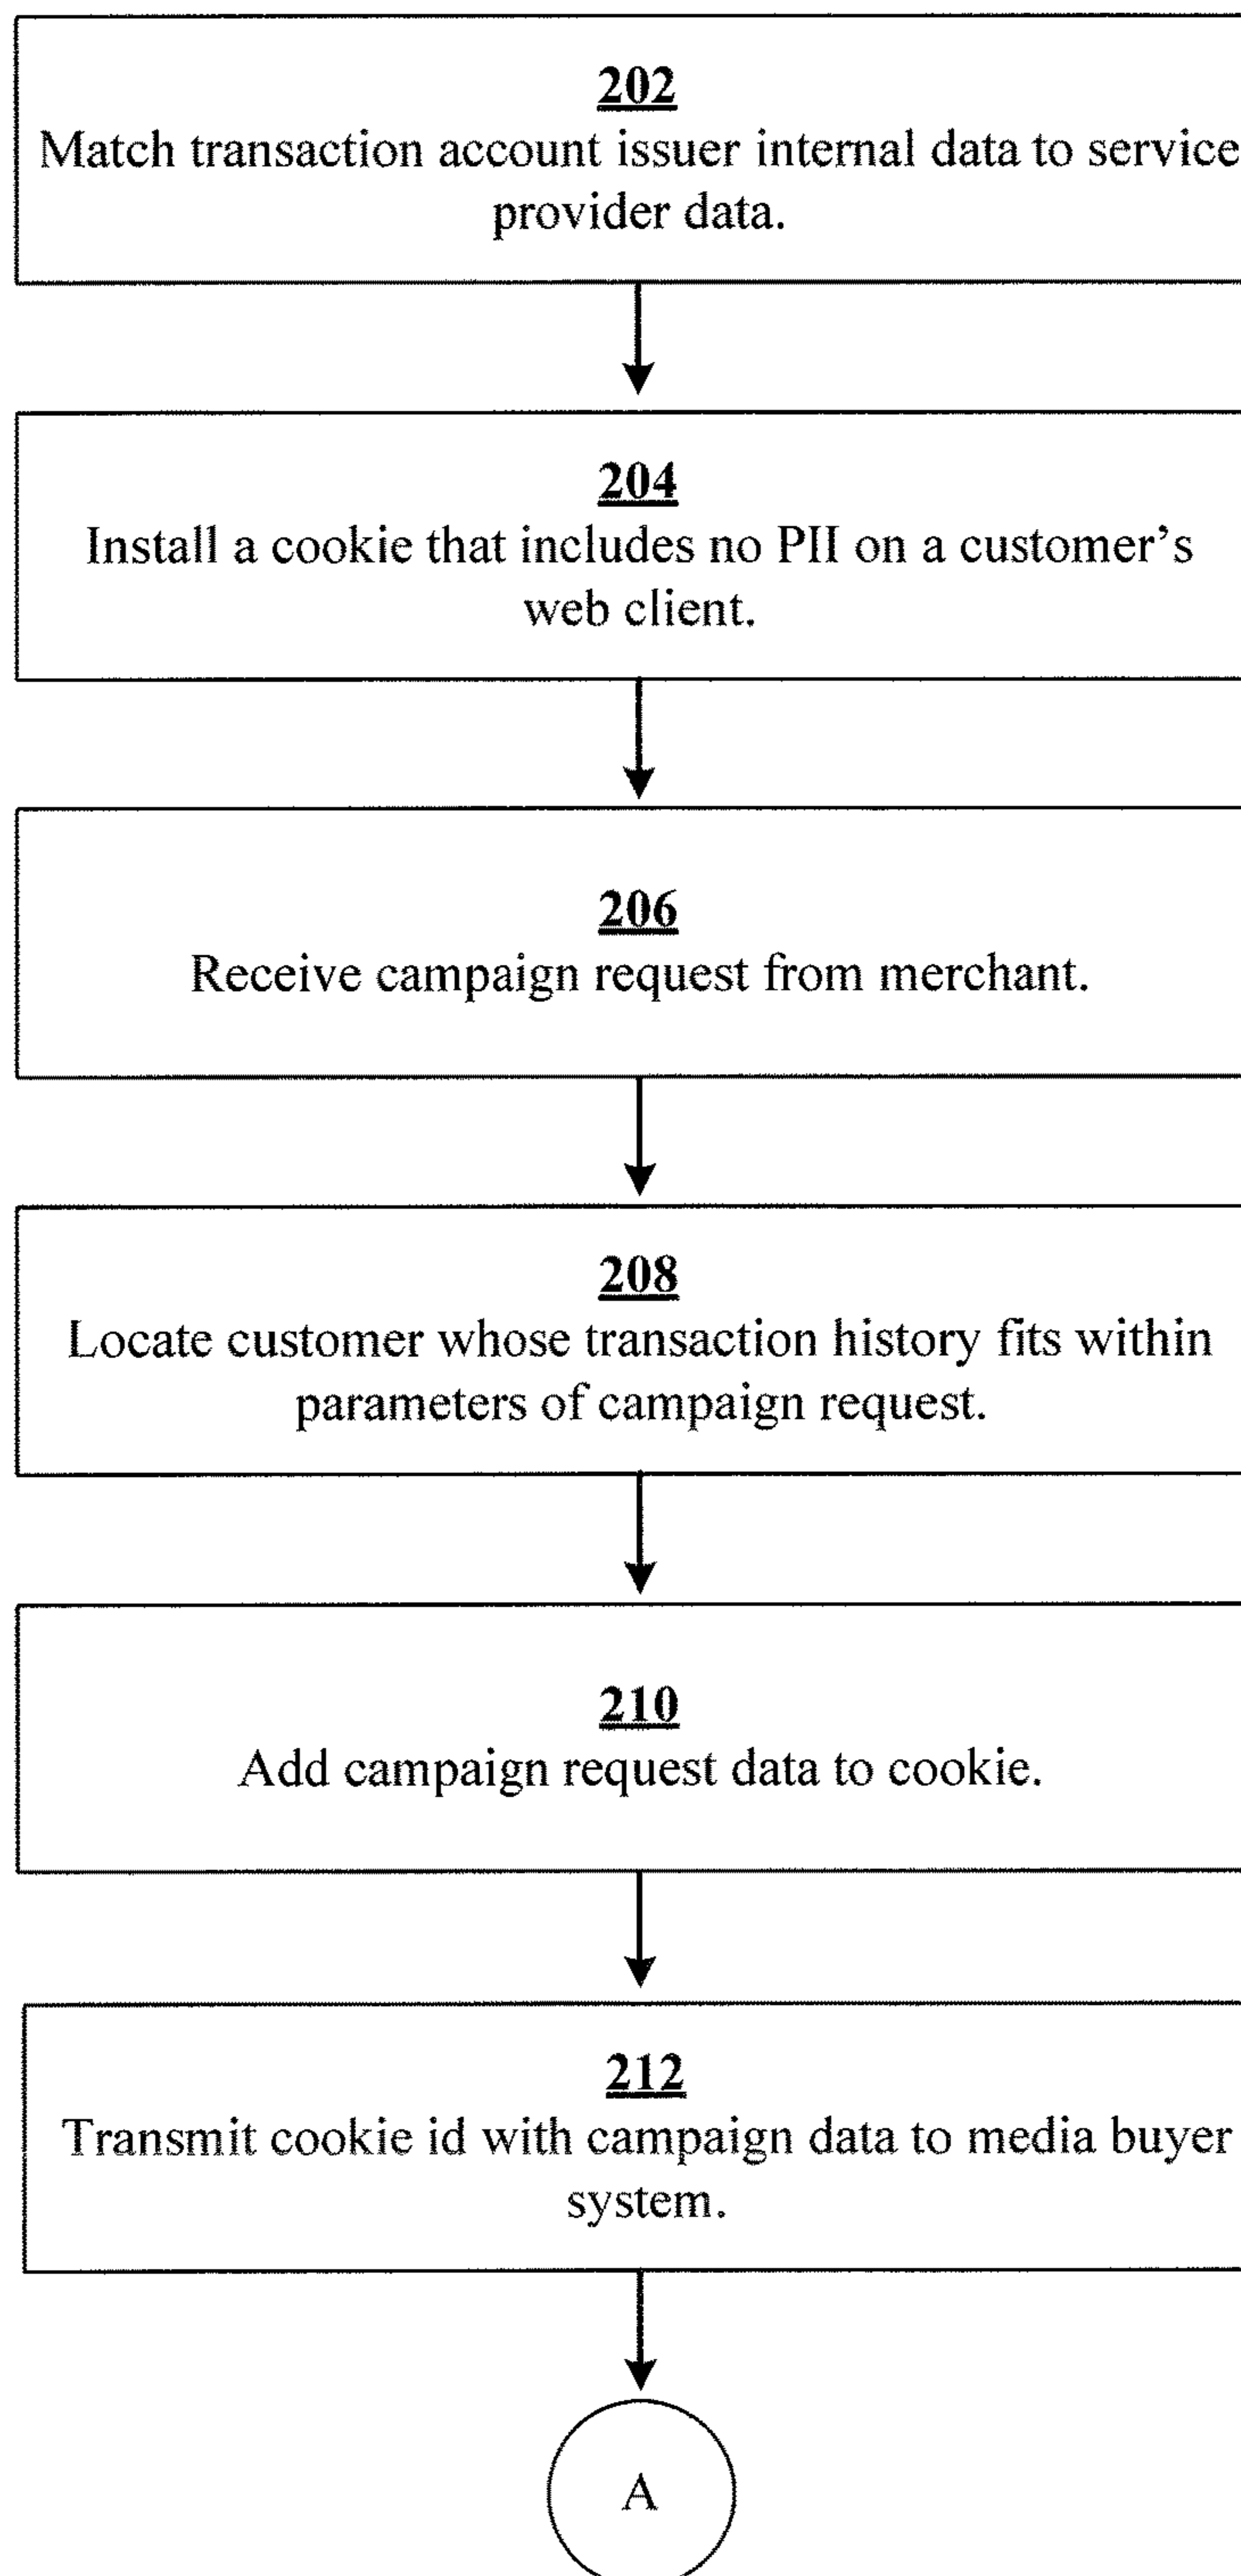 202
Match transaction account issuer internal data to service
provider data.
204
Install a cookie that includes no PII on a customer’s
web client.
206
Receive campaign request from merchant.
208
Locate customer whose transaction history fits within
parameters of campaign request.
210
Add campaign request data to cookie.
212
Transmit cookie id with campaign data to media buyer
system.
A